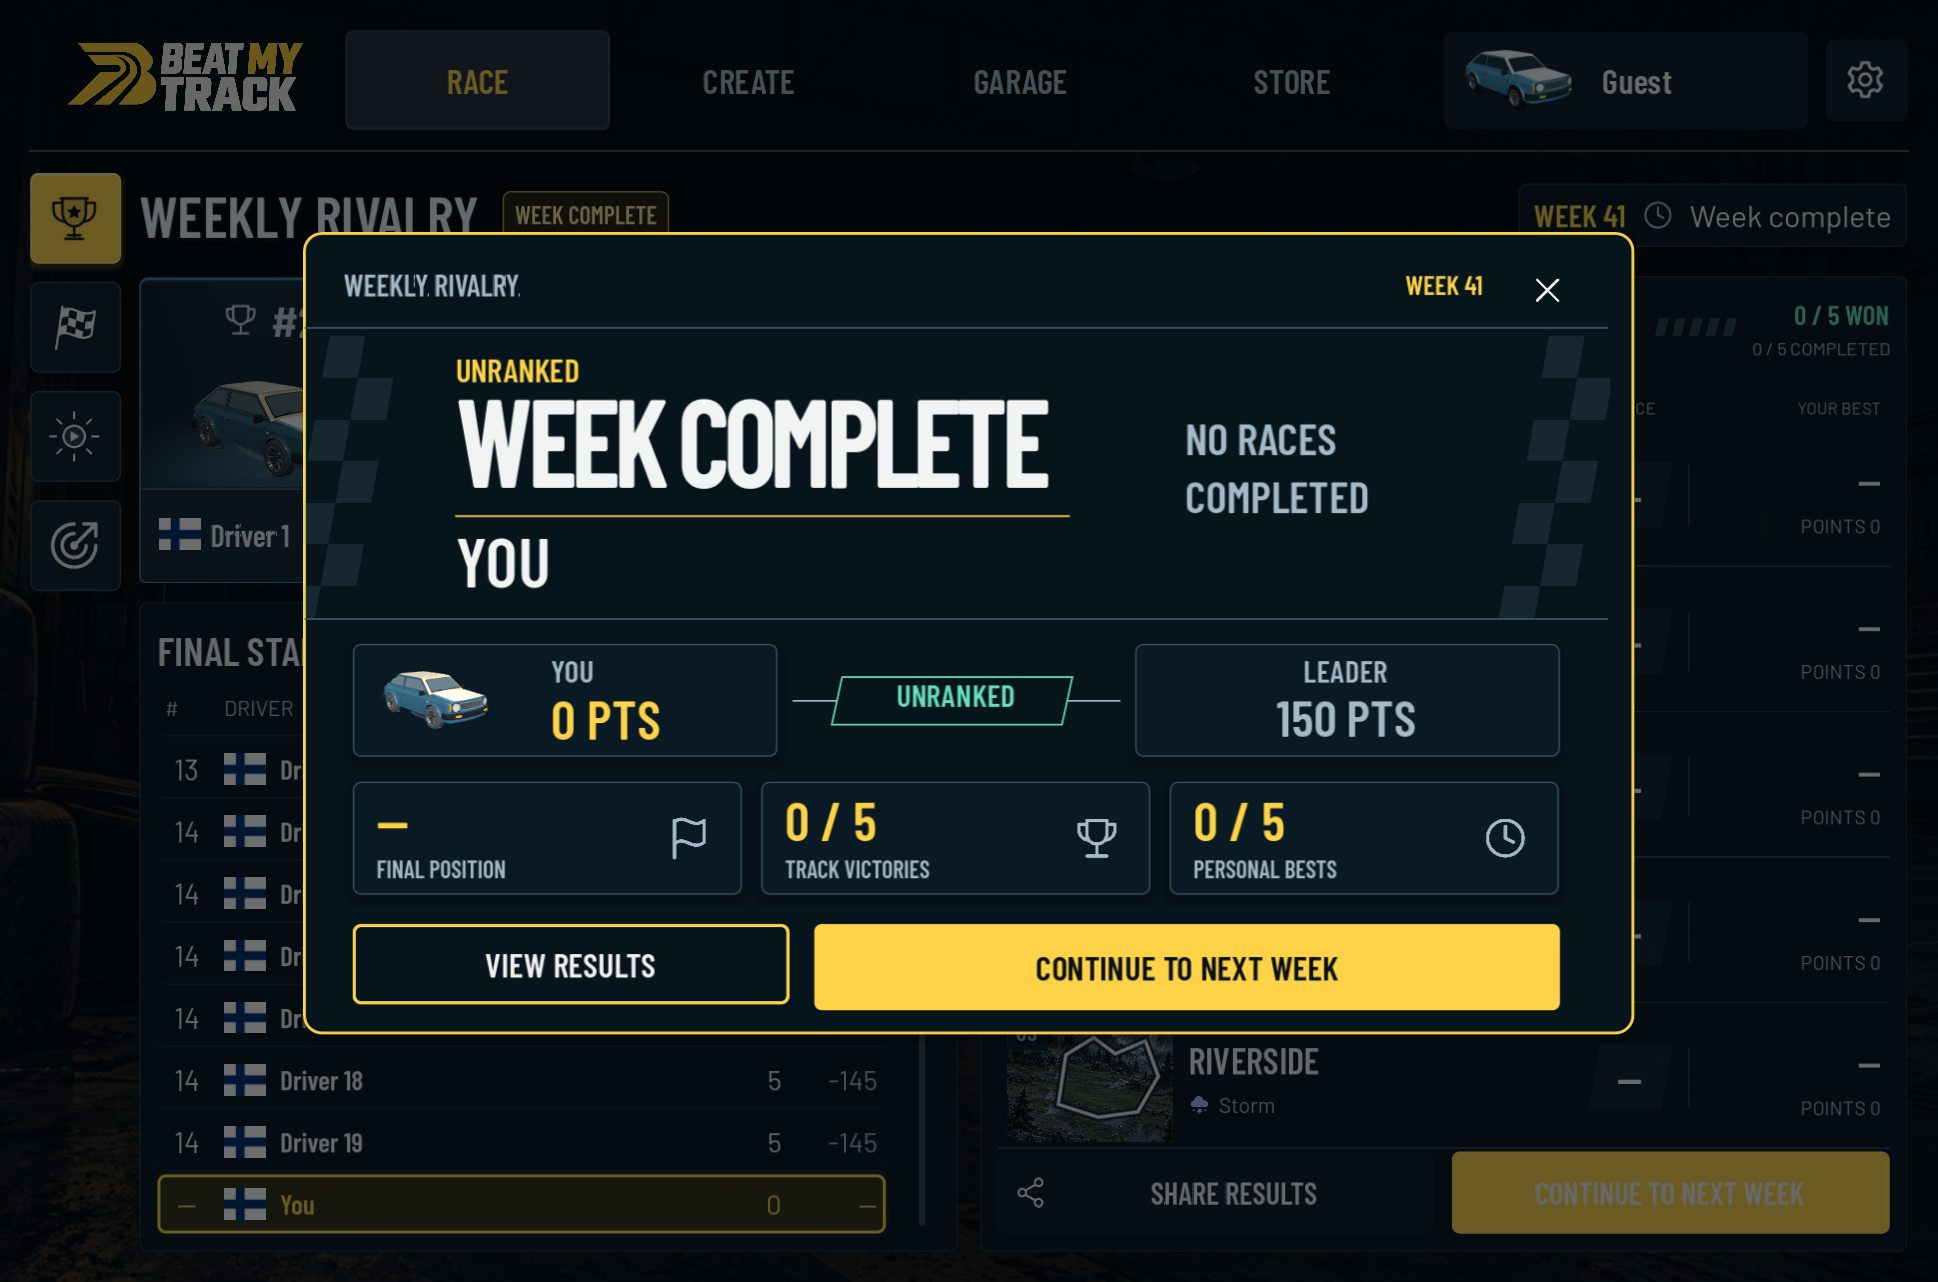 BEAT MY
TRACK
RACE
CREATE
GARAGE
STORE
Guest
WEEKLY RIVALRY
WEEK COMPLETE
WEEK 41
Week complete
WEEKLY RIVALRY
WEEK 41
UNRANKED
WEEK COMPLETE
YOU
NO RACES
COMPLETED
YOU
0 PTS
UNRANKED
LEADER
150 PTS
–
FINAL POSITION
0 / 5
TRACK VICTORIES
0 / 5
PERSONAL BESTS
VIEW RESULTS
CONTINUE TO NEXT WEEK
Driver 1
# DRIVER
13
14
14
14
14
14 Driver 18 5 -145
14 Driver 19 5 -145
– You 0 –
0 / 5 WON
0 / 5 COMPLETED
YOUR BEST
–
POINTS 0
–
POINTS 0
–
POINTS 0
–
POINTS 0
RIVERSIDE
Storm
–
–
POINTS 0
SHARE RESULTS
CONTINUE TO NEXT WEEK